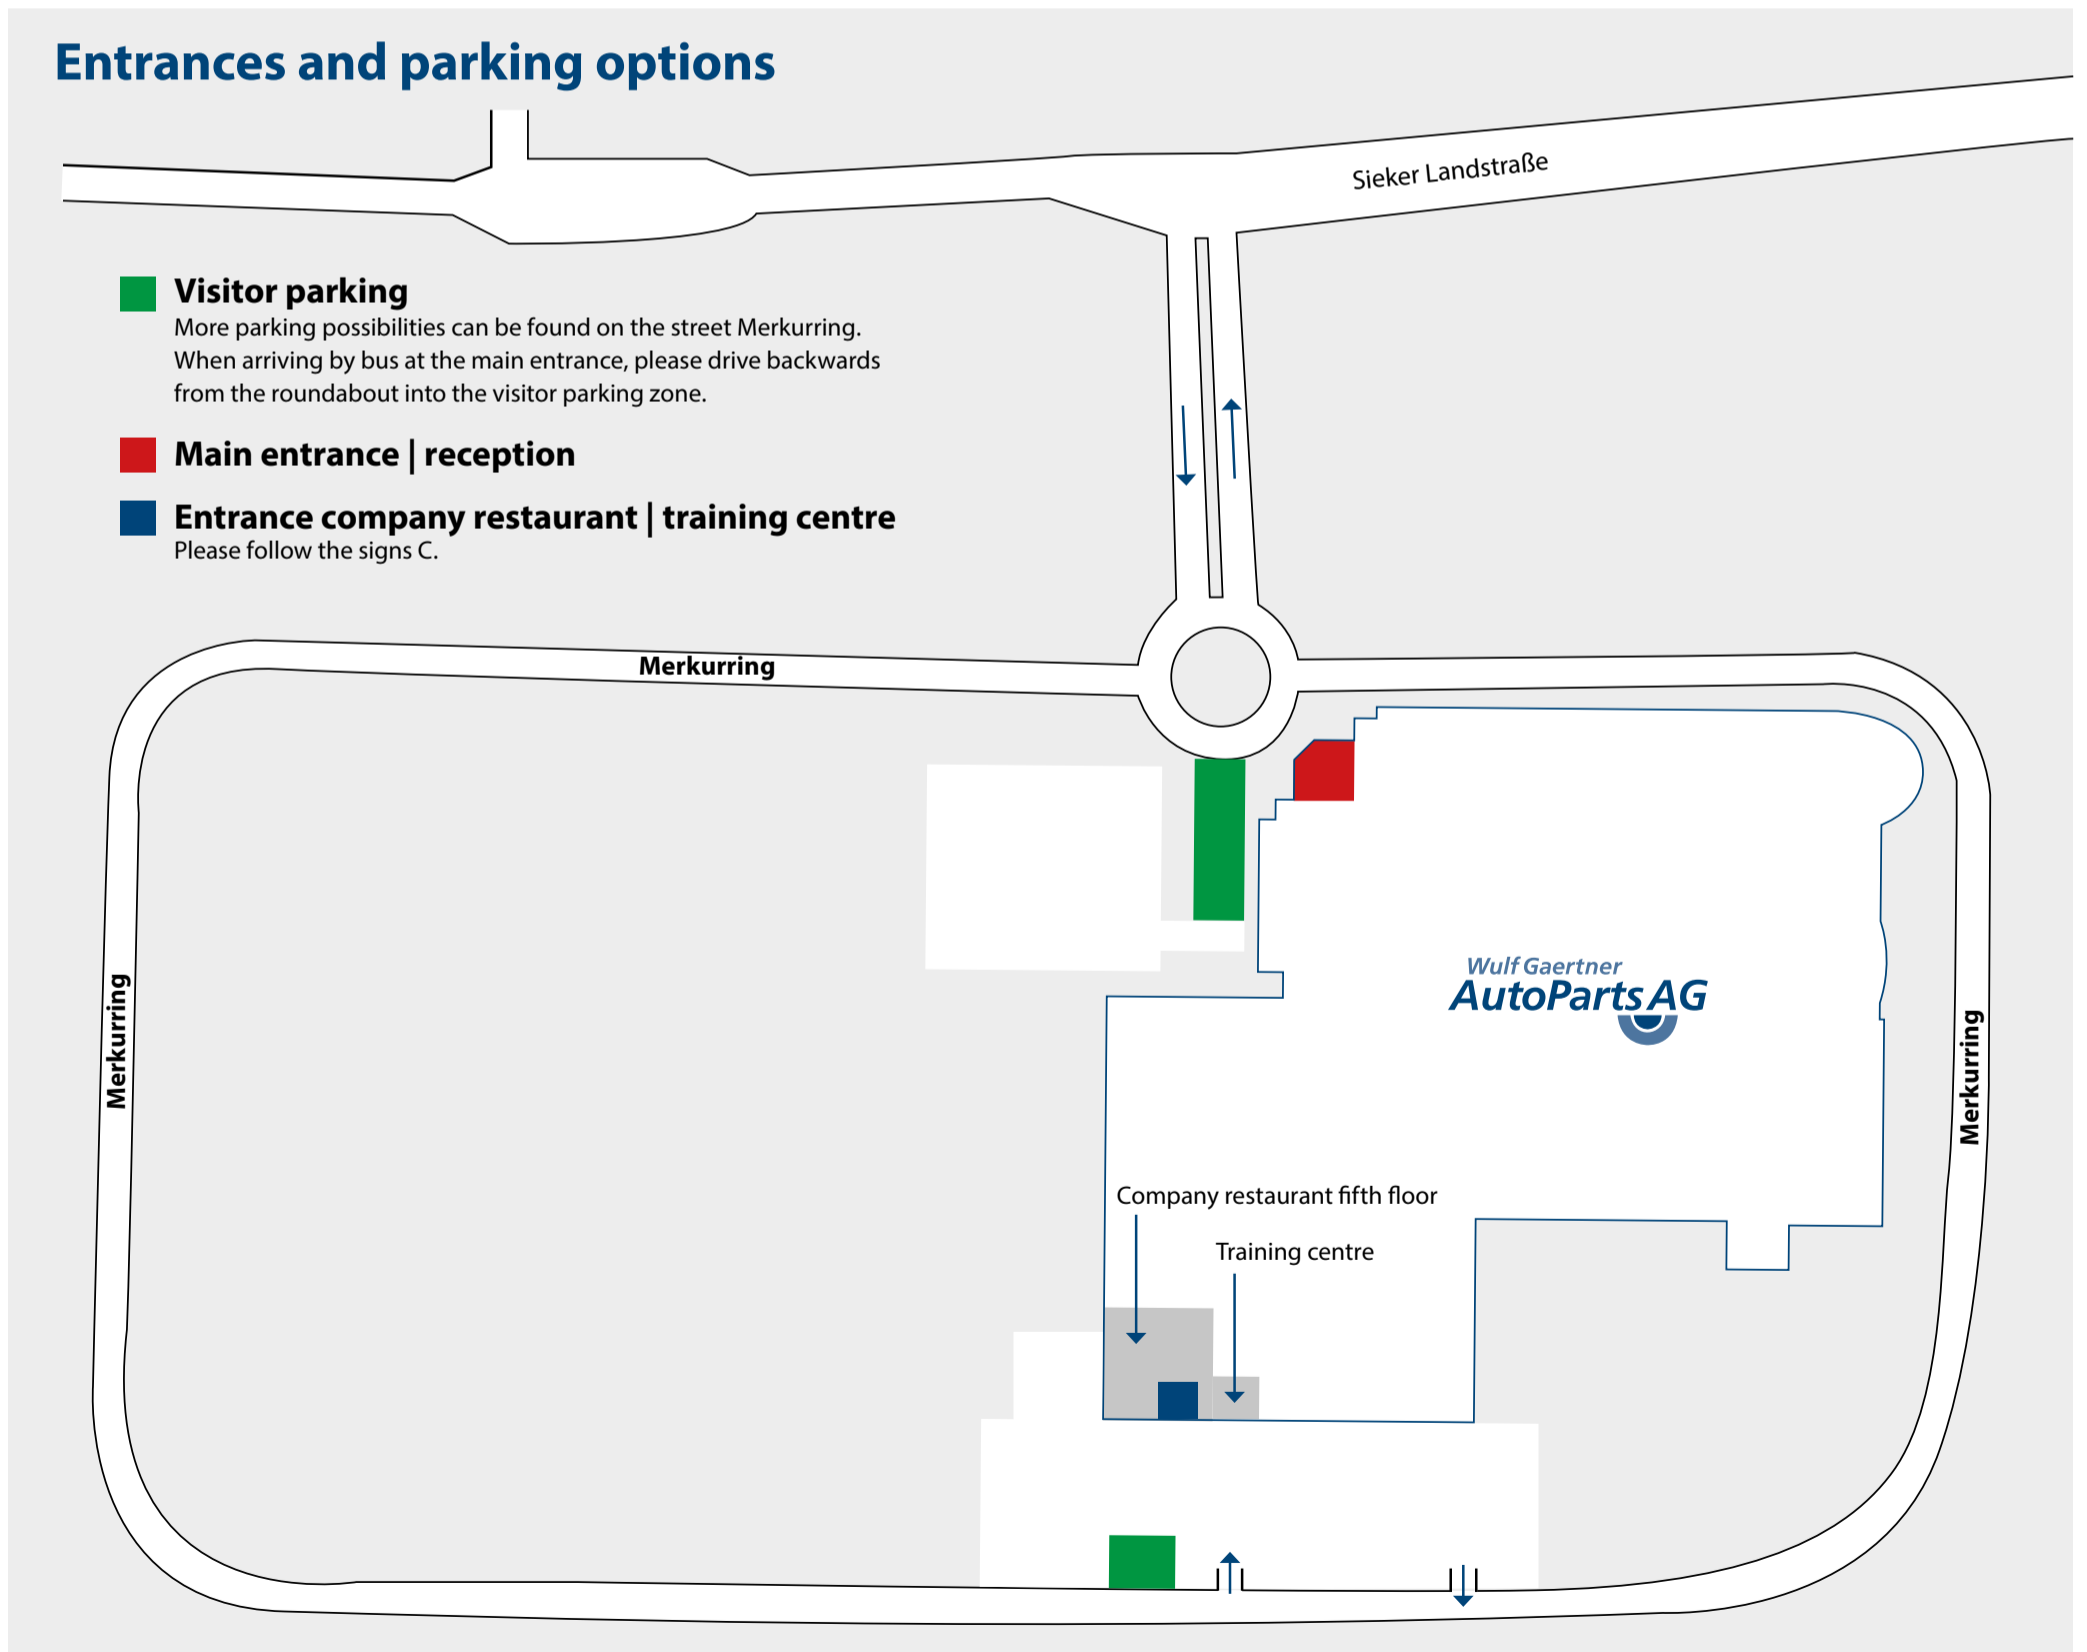 Entrances and parking options
Sieker Landstraße
Visitor parking
More parking possibilities can be found on the street Merkurring.
When arriving by bus at the main entrance, please drive backwards
from the roundabout into the visitor parking zone.
Main entrance | reception
Entrance company restaurant | training centre
Please follow the signs C.
Merkurring
Merkurring
Wulf Gaertner
AutoParts AG
Merkurring
Company restaurant fifth floor
Training centre